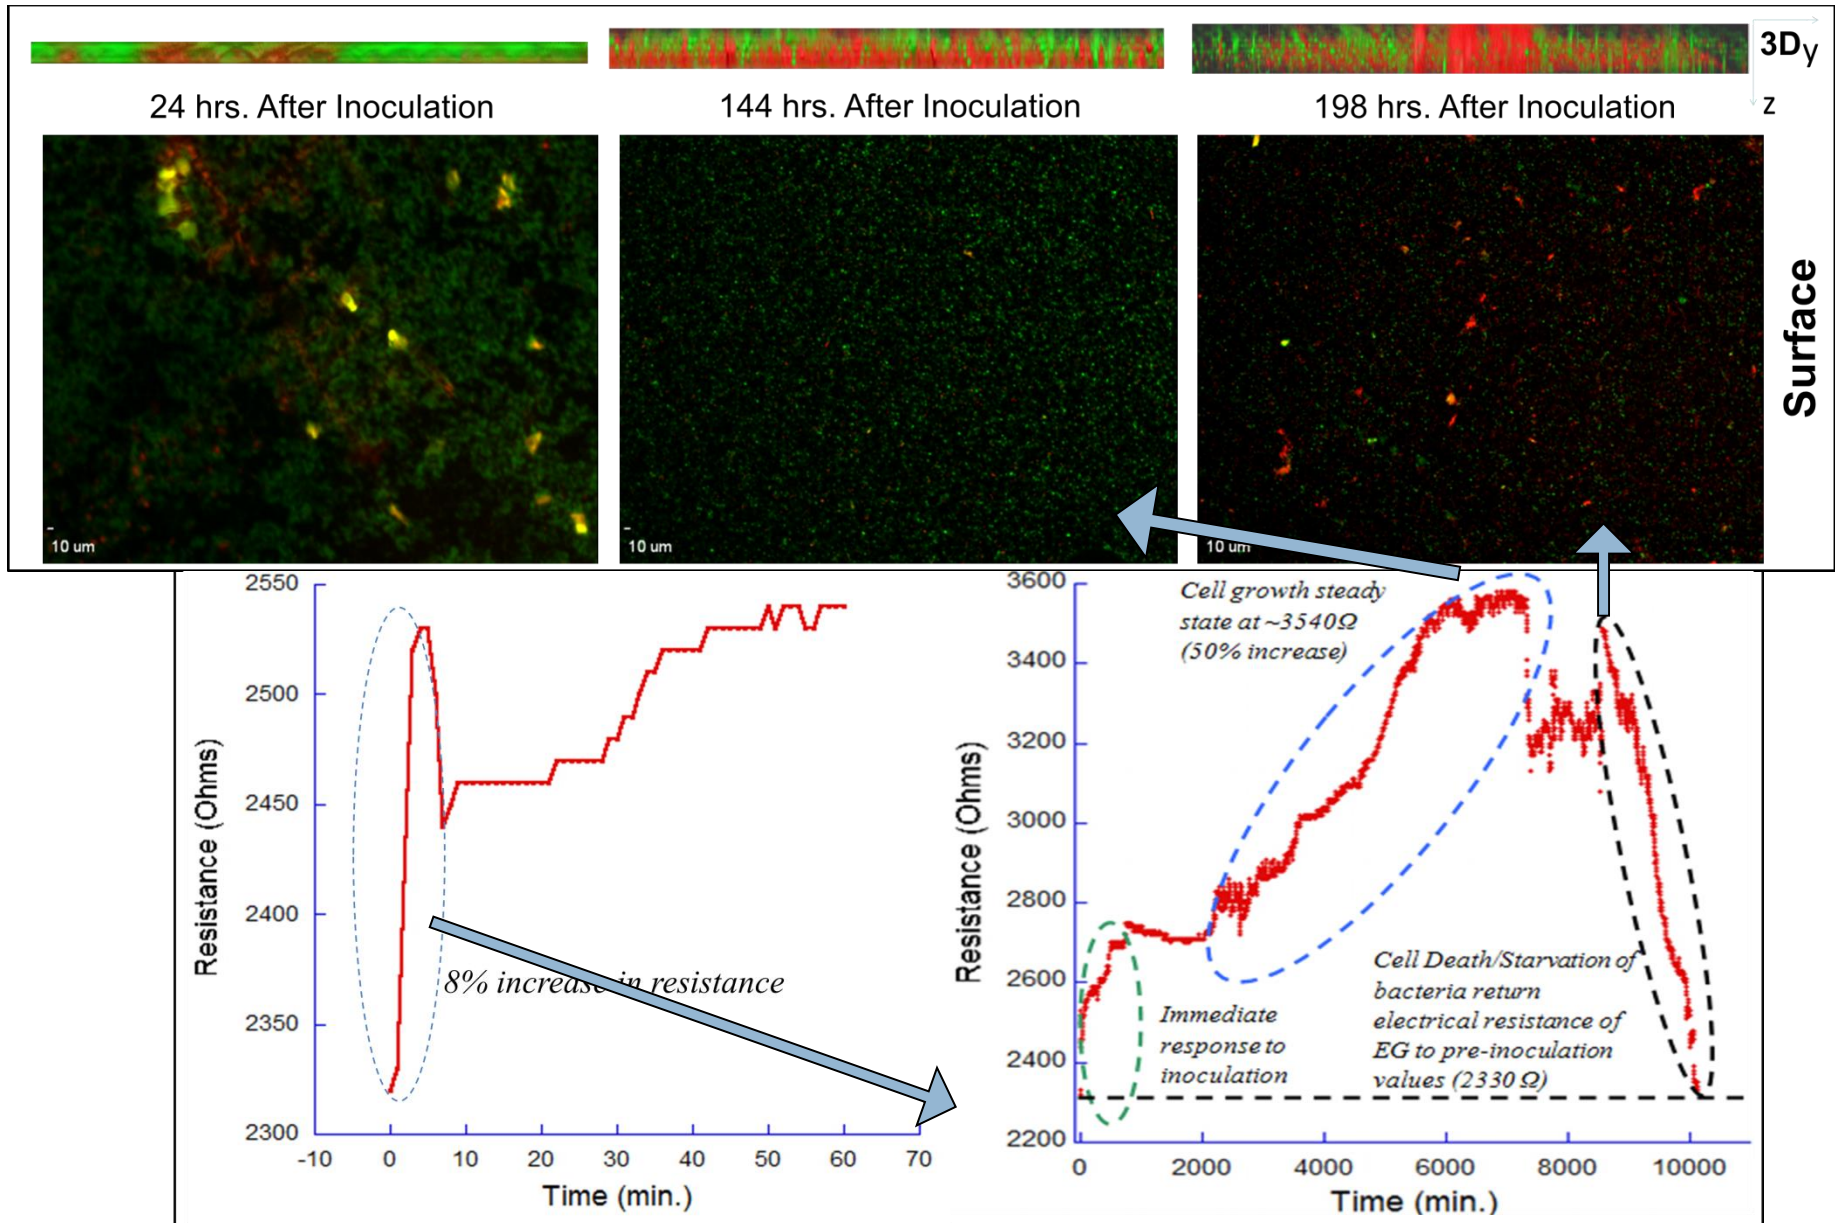 3D y
z
24 hrs. After Inoculation
144 hrs. After Inoculation
198 hrs. After Inoculation
10 um
10 um
10 um
Surface
2550
2500
2450
2400
2350
2300
-10 0 10 20 30 40 50 60 70
Resistance (Ohms)
Time (min.)
8% increase in resistance
3600
3400
3200
3000
2800
2600
2400
2200
0 2000 4000 6000 8000 10000
Resistance (Ohms)
Time (min.)
Cell growth steady
state at ~3540Ω
(50% increase)
Immediate
response to
inoculation
Cell Death/Starvation of
bacteria return
electrical resistance of
EG to pre-inoculation
values (2330 Ω)